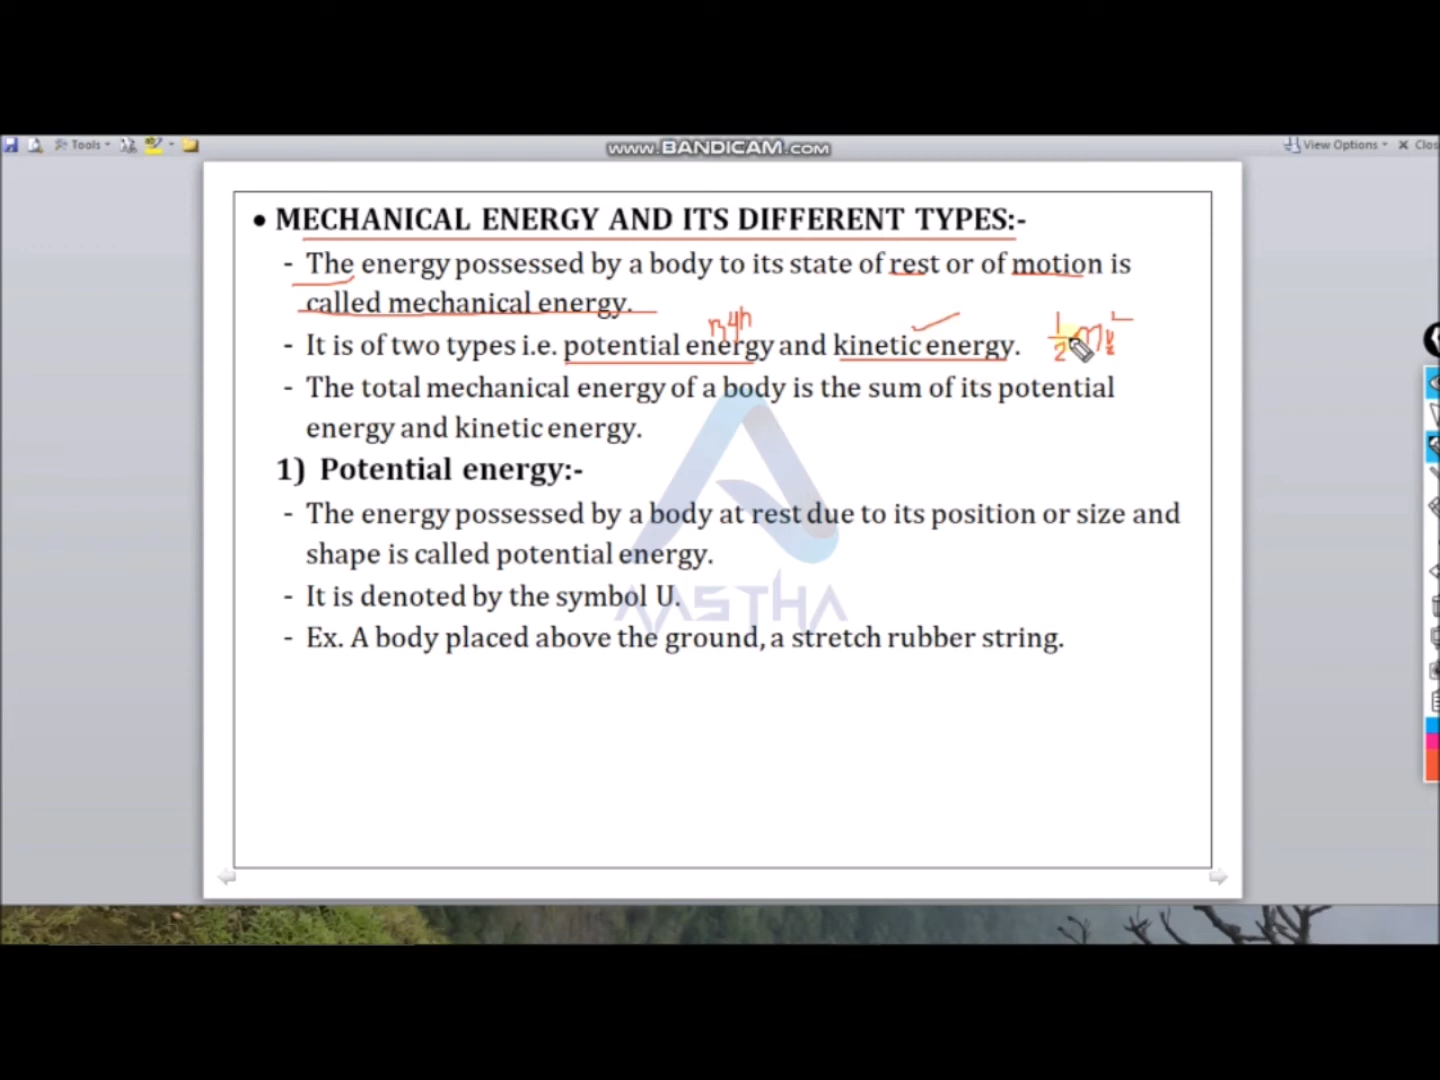 Tools
www.BANDICAM.com
View Options
Clos
• MECHANICAL ENERGY AND ITS DIFFERENT TYPES:-
- The energy possessed by a body to its state of rest or of motion is
called mechanical energy.
- It is of two types i.e. potential energy and kinetic energy.
- The total mechanical energy of a body is the sum of its potential
energy and kinetic energy.
1) Potential energy:-
- The energy possessed by a body at rest due to its position or size and
shape is called potential energy.
- It is denoted by the symbol U.
- Ex. A body placed above the ground, a stretch rubber string.
AASTHA